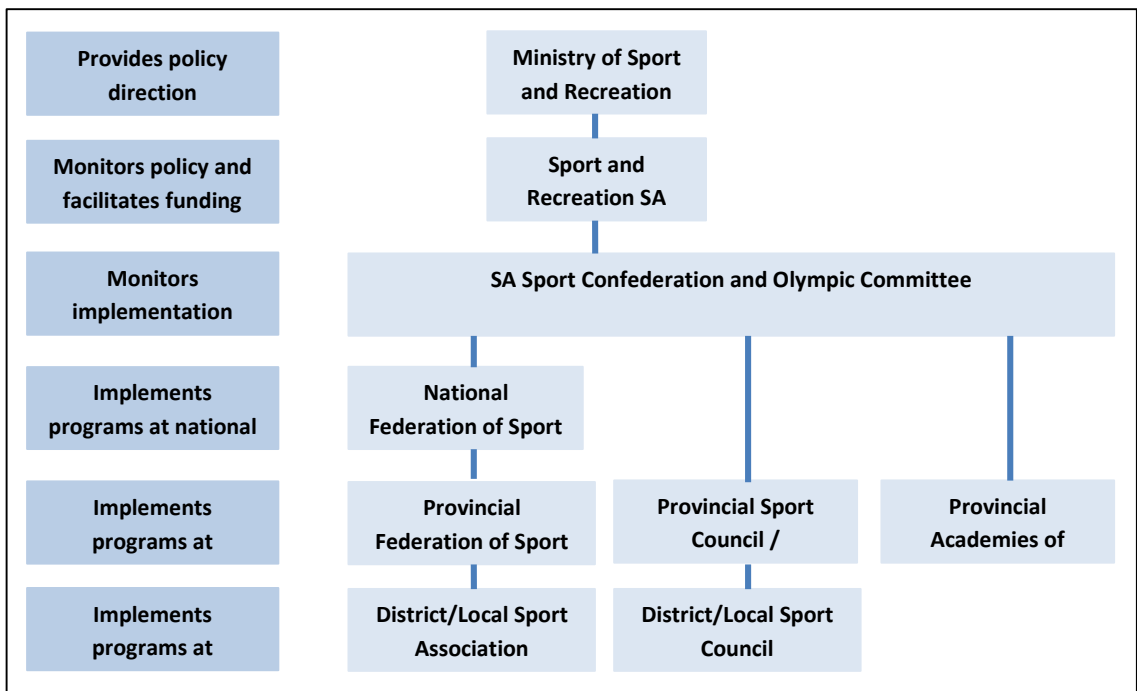 Provides policy
direction
Ministry of Sport
and Recreation
Monitors policy and
facilitates funding
Sport and
Recreation SA
Monitors
implementation
SA Sport Confederation and Olympic Committee
Implements
programs at national
National
Federation of Sport
Implements
programs at
Provincial
Federation of Sport
Provincial Sport
Council /
Provincial
Academies of
Implements
programs at
District/Local Sport
Association
District/Local Sport
Council